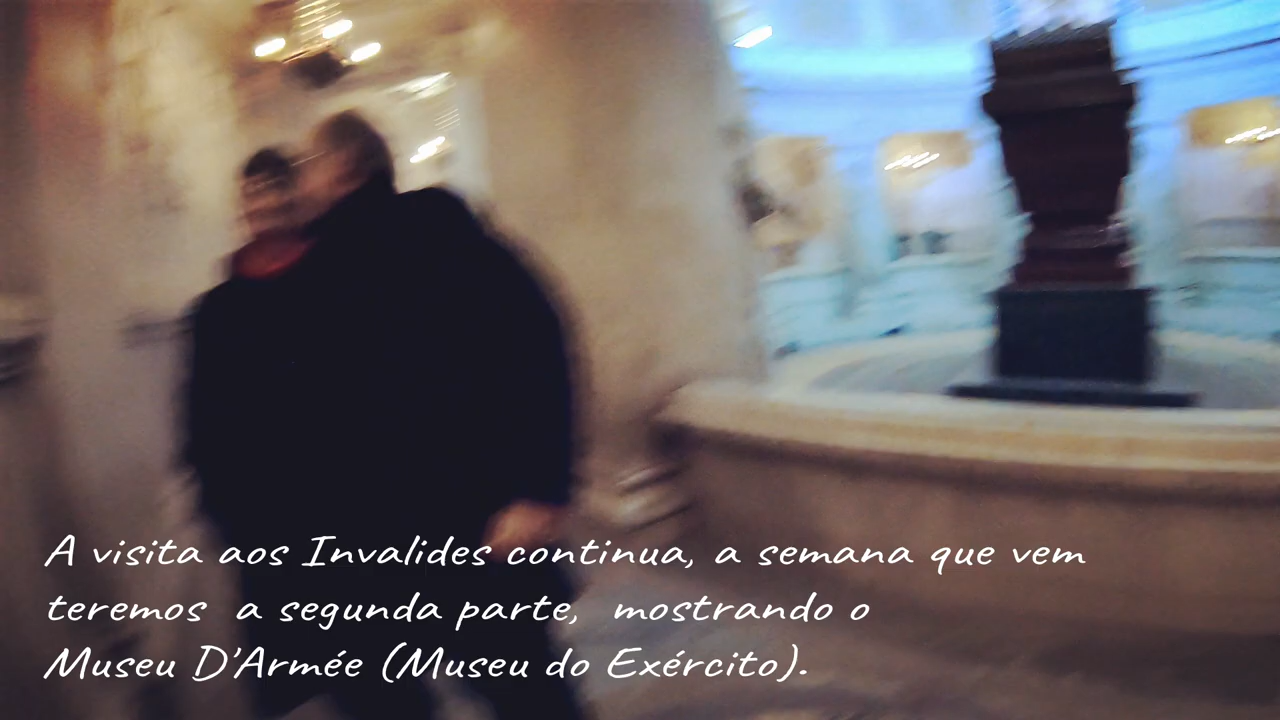 A visita aos Invalides continua, a semana que vem
teremos a segunda parte, mostrando o
Museu D'Armée (Museu do Exército).